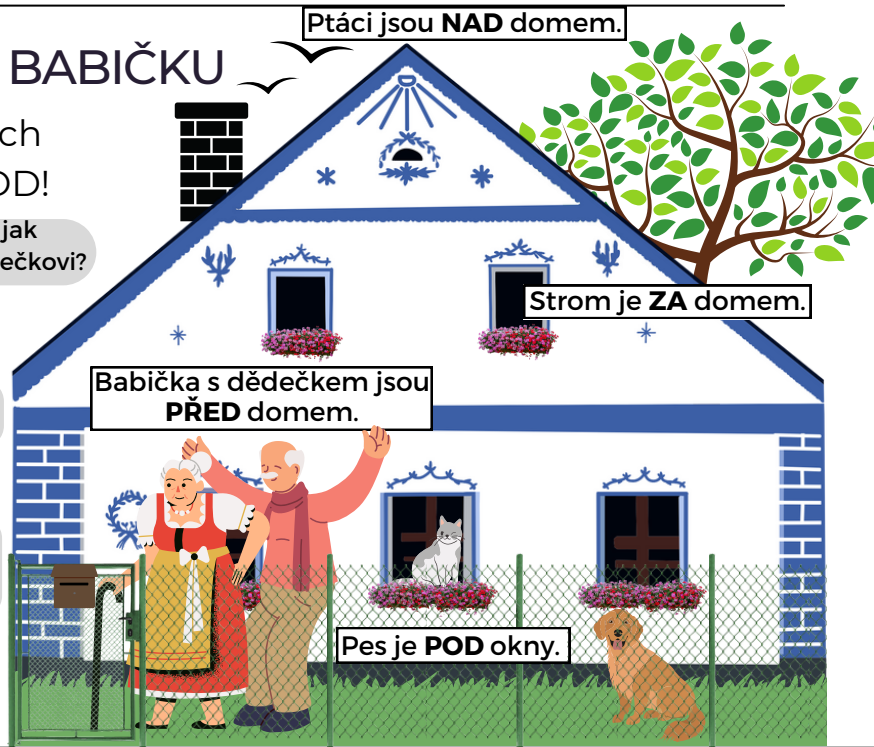 Ptáci jsou NAD domem.
BABIČKU
ch
OD!
jak
ečkovi?
Strom je ZA domem.
Babička s dědečkem jsou
PŘED domem.
Pes je POD okny.